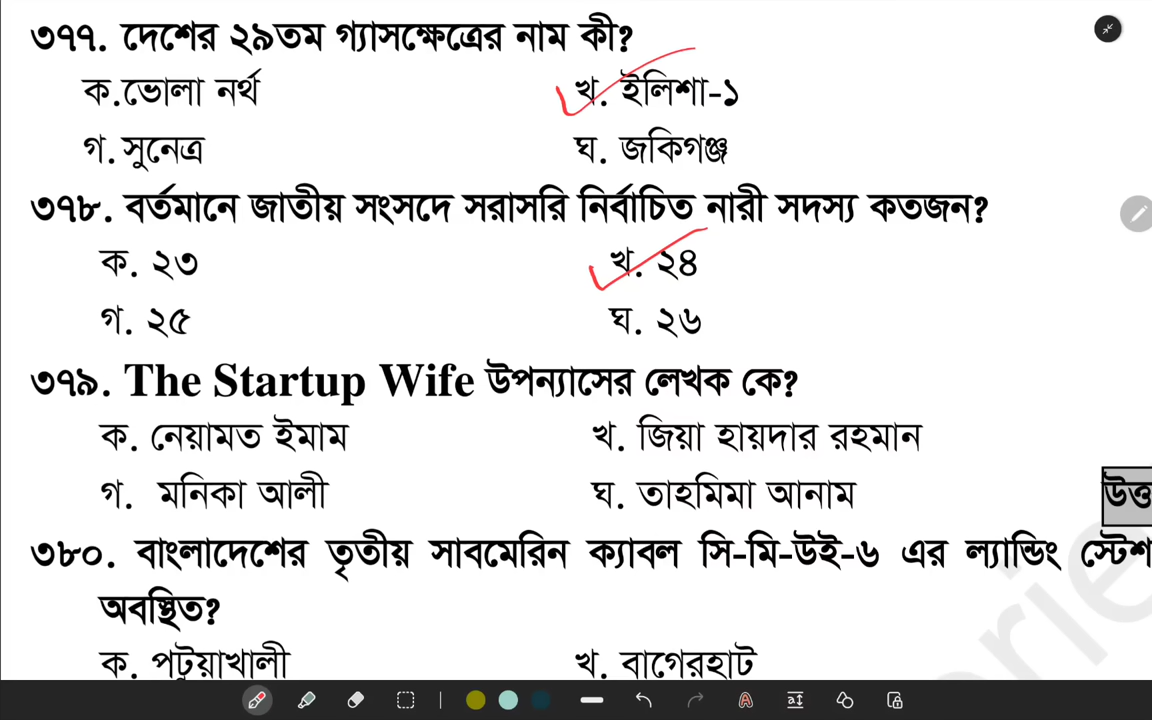 ৩৭৭. দেশের ২৯তম গ্যাসক্ষেত্রের নাম কী?
ক.ভোলা নর্থ খ. ইলিশা-১
গ. সুনেত্র ঘ. জকিগঞ্জ
৩৭৮. বর্তমানে জাতীয় সংসদে সরাসরি নির্বাচিত নারী সদস্য কতজন?
ক. ২৩ খ. ২৪
গ. ২৫ ঘ. ২৬
৩৭৯. The Startup Wife উপন্যাসের লেখক কে?
ক. নেয়ামত ইমাম খ. জিয়া হায়দার রহমান
গ. মনিকা আলী ঘ. তাহমিমা আনাম
৩৮০. বাংলাদেশের তৃতীয় সাবমেরিন ক্যাবল সি-মি-উই-৬ এর ল্যান্ডিং
অবস্থিত?
ক. পটুয়াখালী খ. বাগেরহাট